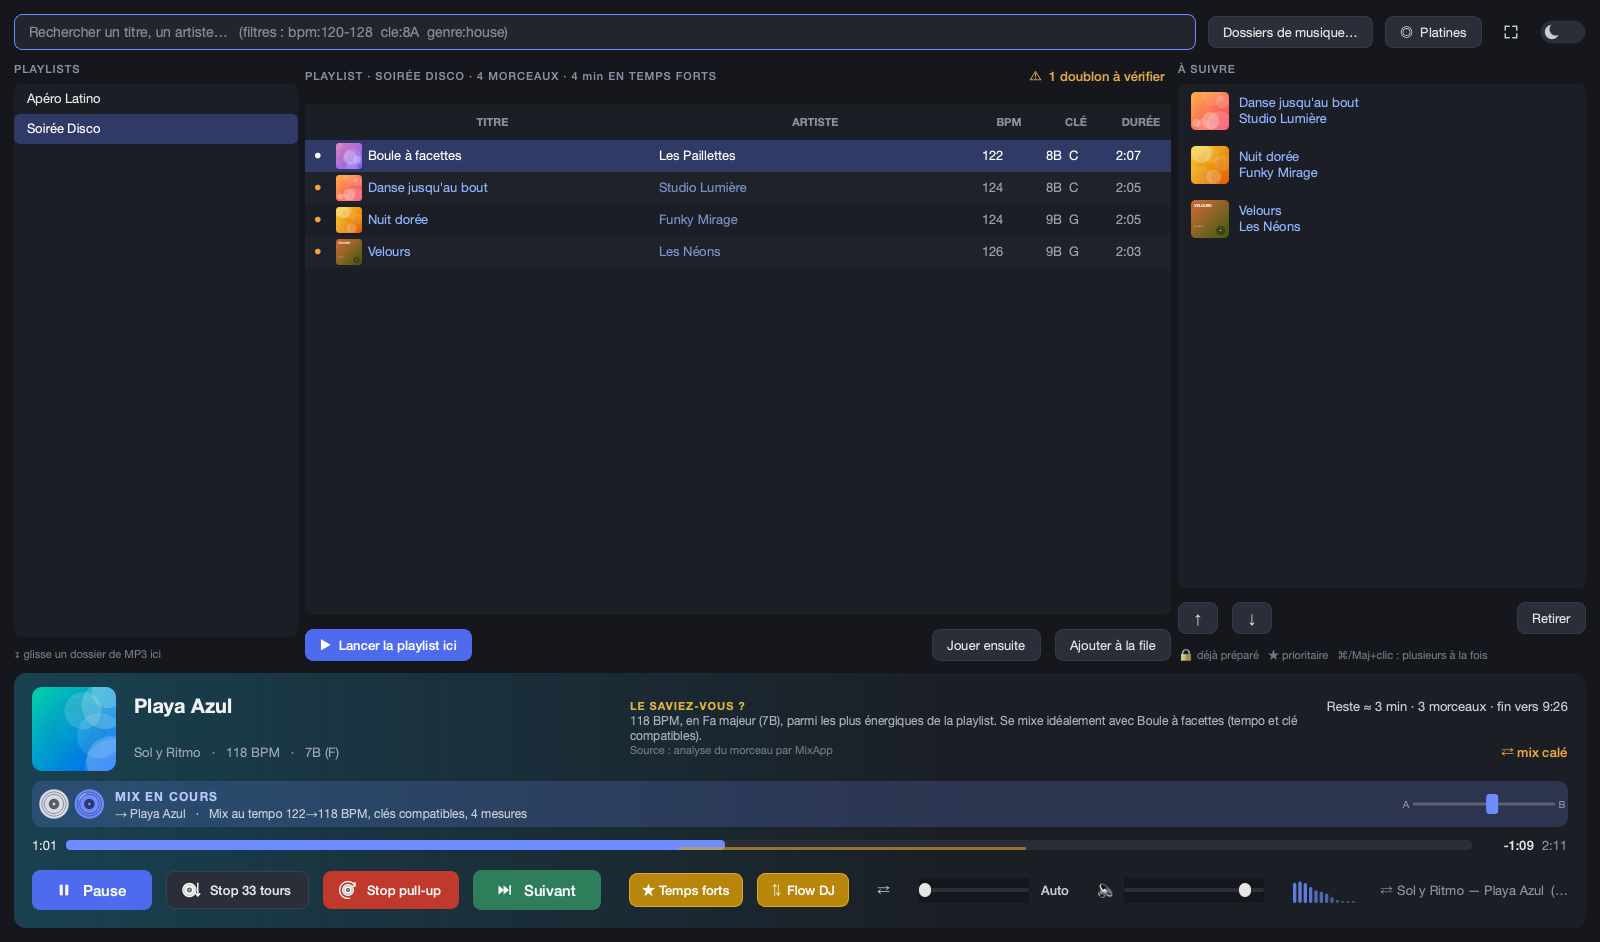 Rechercher un titre, un artiste… (filtres : bpm:120-128 cle:8A genre:house)
Dossiers de musique…
Platines
PLAYLISTS
Apéro Latino
Soirée Disco
↧ glisse un dossier de MP3 ici
PLAYLIST · SOIRÉE DISCO · 4 MORCEAUX · 4 min EN TEMPS FORTS
⚠ 1 doublon à vérifier
TITRE ARTISTE BPM CLÉ DURÉE
Boule à facettes Les Paillettes 122 8B C 2:07
Danse jusqu'au bout Studio Lumière 124 8B C 2:05
Nuit dorée Funky Mirage 124 9B G 2:05
Velours Les Néons 126 9B G 2:03
Lancer la playlist ici
Jouer ensuite
Ajouter à la file
À SUIVRE
Danse jusqu'au bout
Studio Lumière
Nuit dorée
Funky Mirage
Velours
Les Néons
↑ ↓
Retirer
🔒 déjà préparé ★ prioritaire ⌘/Maj+clic : plusieurs à la fois
Playa Azul
Sol y Ritmo · 118 BPM · 7B (F)
LE SAVIEZ-VOUS ?
118 BPM, en Fa majeur (7B), parmi les plus énergiques de la playlist. Se mixe idéalement avec Boule à facettes (tempo et clé
compatibles).
Source : analyse du morceau par MixApp
Reste ≈ 3 min · 3 morceaux · fin vers 9:26
⇄ mix calé
MIX EN COURS
→ Playa Azul · Mix au tempo 122→118 BPM, clés compatibles, 4 mesures
A B
1:01
-1:09 2:11
Pause
Stop 33 tours
Stop pull-up
Suivant
★ Temps forts
⇅ Flow DJ
⇄
Auto
⇄ Sol y Ritmo — Playa Azul (…